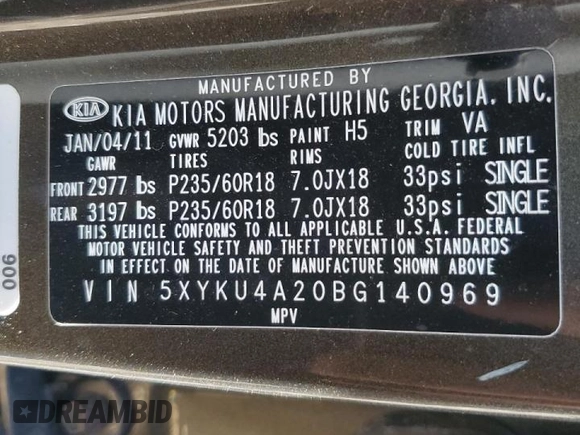 MANUFACTURED BY
KIA KIA MOTORS MANUFACTURING GEORGIA, INC.
JAN/04/11 GVWR 5203 lbs PAINT H5 TRIM VA
GAWR TIRES RIMS COLD TIRE INFL
FRONT 2977 lbs P235/60R18 7.0JX18 33psi SINGLE
REAR 3197 lbs P235/60R18 7.0JX18 33psi SINGLE
THIS VEHICLE CONFORMS TO ALL APPLICABLE U.S.A. FEDERAL
MOTOR VEHICLE SAFETY AND THEFT PREVENTION STANDARDS
IN EFFECT ON THE DATE OF MANUFACTURE SHOWN ABOVE
VIN 5XYKU4A20BG140969
MPV
006
DREAMBID